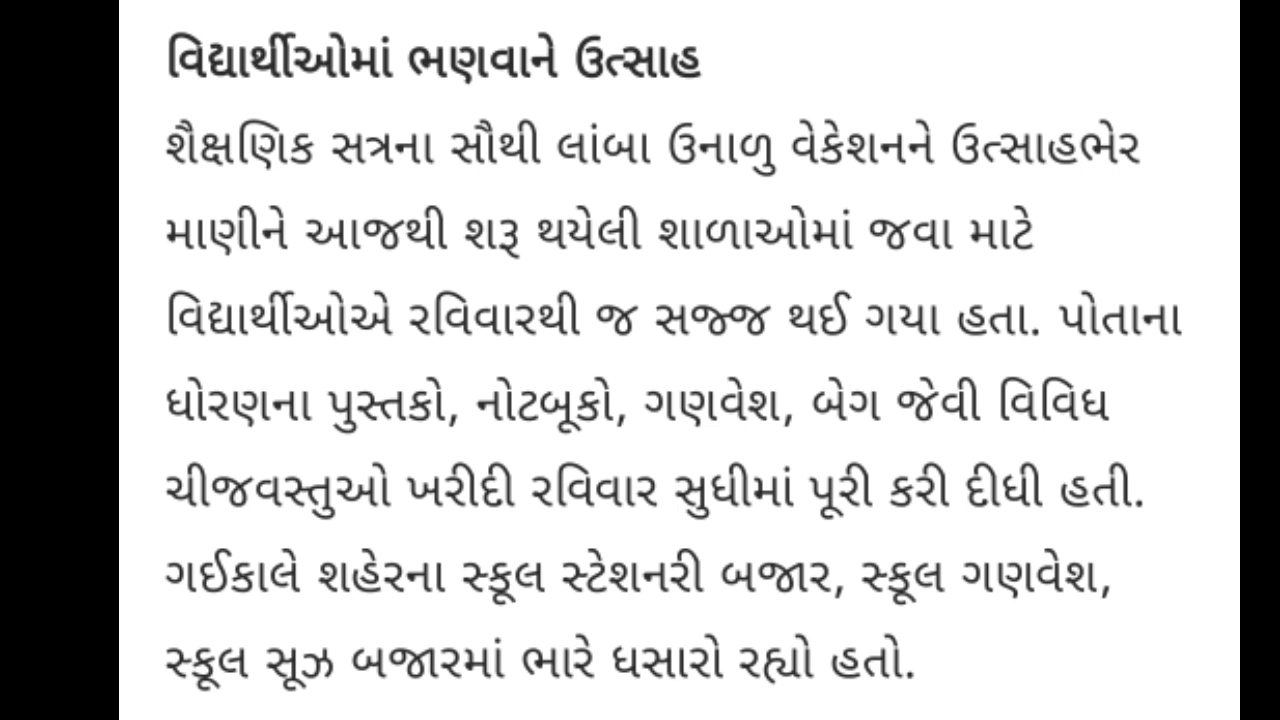 વિદ્યાર્થીઓમાં ભણવાને ઉત્સાહ
શૈક્ષણિક સત્રના સૌથી લાંબા ઉનાળુ વેકેશનને ઉત્સાહભેર
માણીને આજથી શરૂ થયેલી શાળાઓમાં જવા માટે
વિદ્યાર્થીઓએ રવિવારથી જ સજ્જ થઈ ગયા હતા. પોતાના
ધોરણના પુસ્તકો, નોટબૂકો, ગણવેશ, બેગ જેવી વિવિધ
ચીજવસ્તુઓ ખરીદી રવિવાર સુધીમાં પૂરી કરી દીધી હતી.
ગઈકાલે શહેરના સ્કૂલ સ્ટેશનરી બજાર, સ્કૂલ ગણવેશ,
સ્કૂલ સૂઝ બજારમાં ભારે ધસારો રહ્યો હતો.